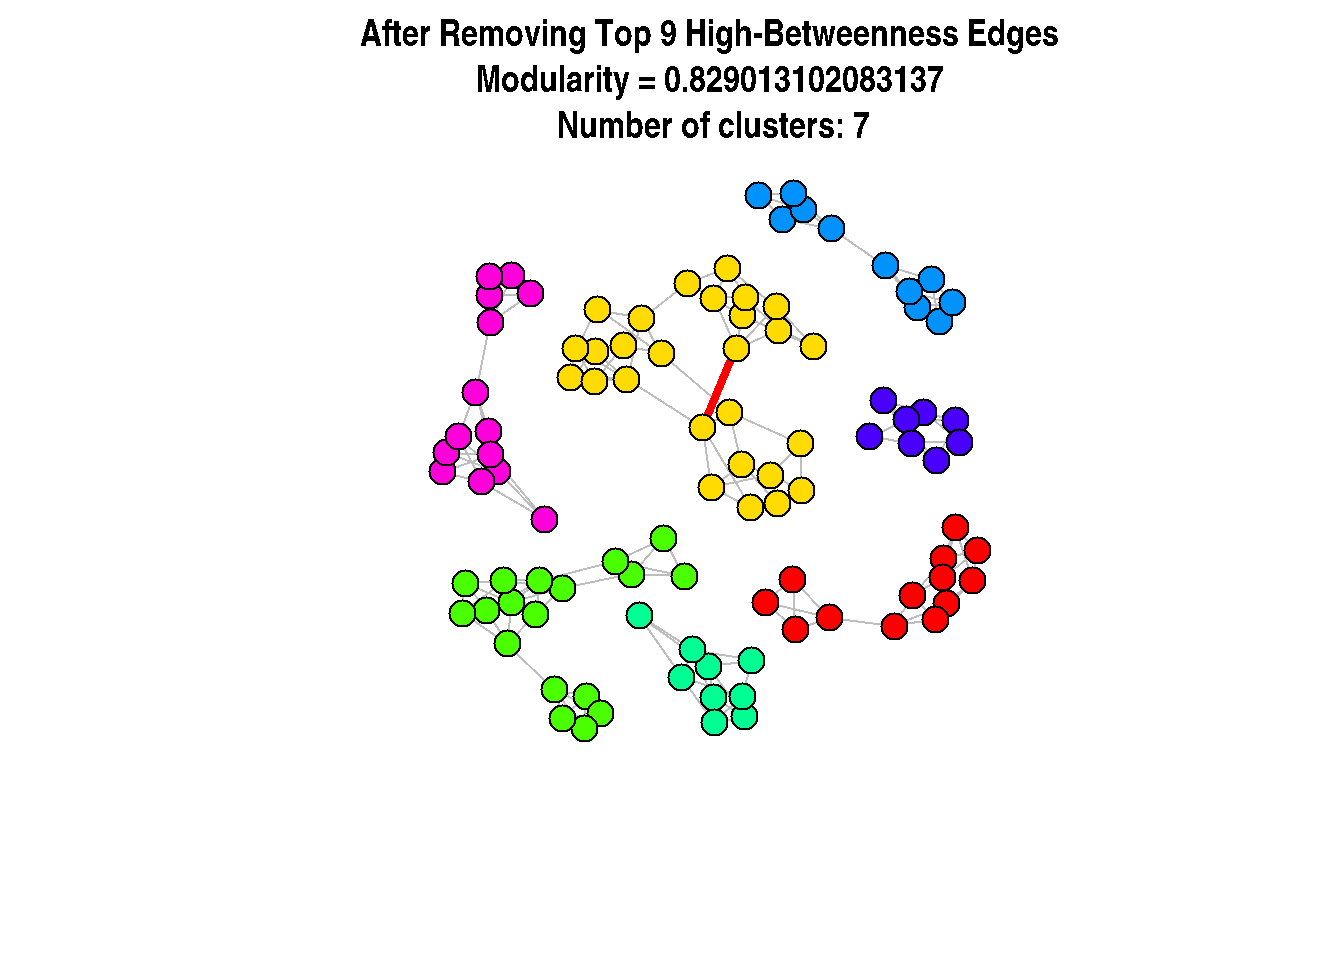 After Removing Top 9 High-Betweenness Edges
Modularity = 0.829013102083137
Number of clusters: 7